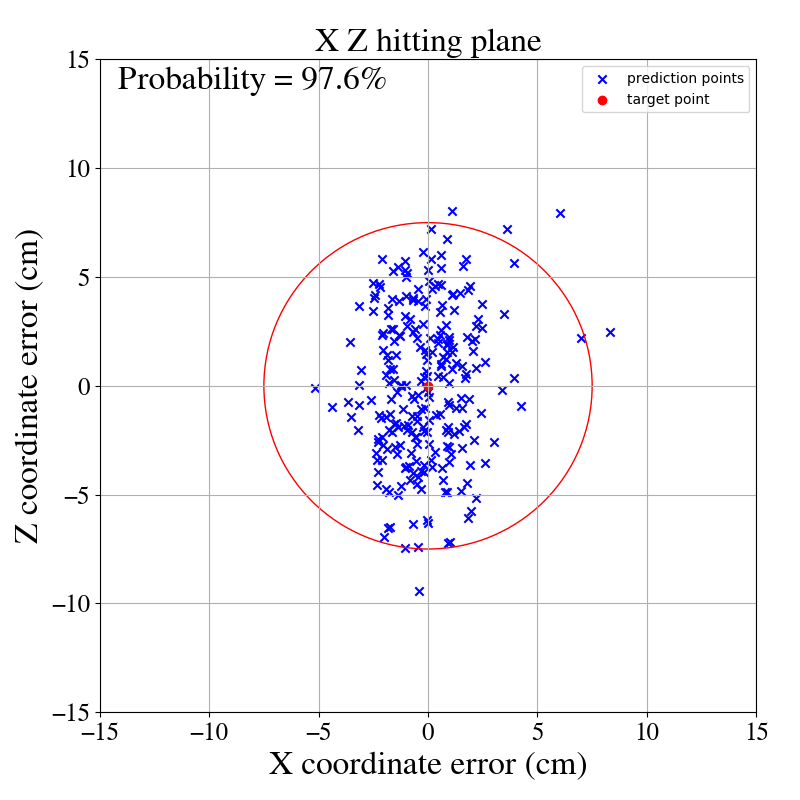 X Z hitting plane
Probability = 97.6%
prediction points
target point
Z coordinate error (cm)
15
10
5
0
−5
−10
−15
−15
−10
−5
0
5
10
15
X coordinate error (cm)